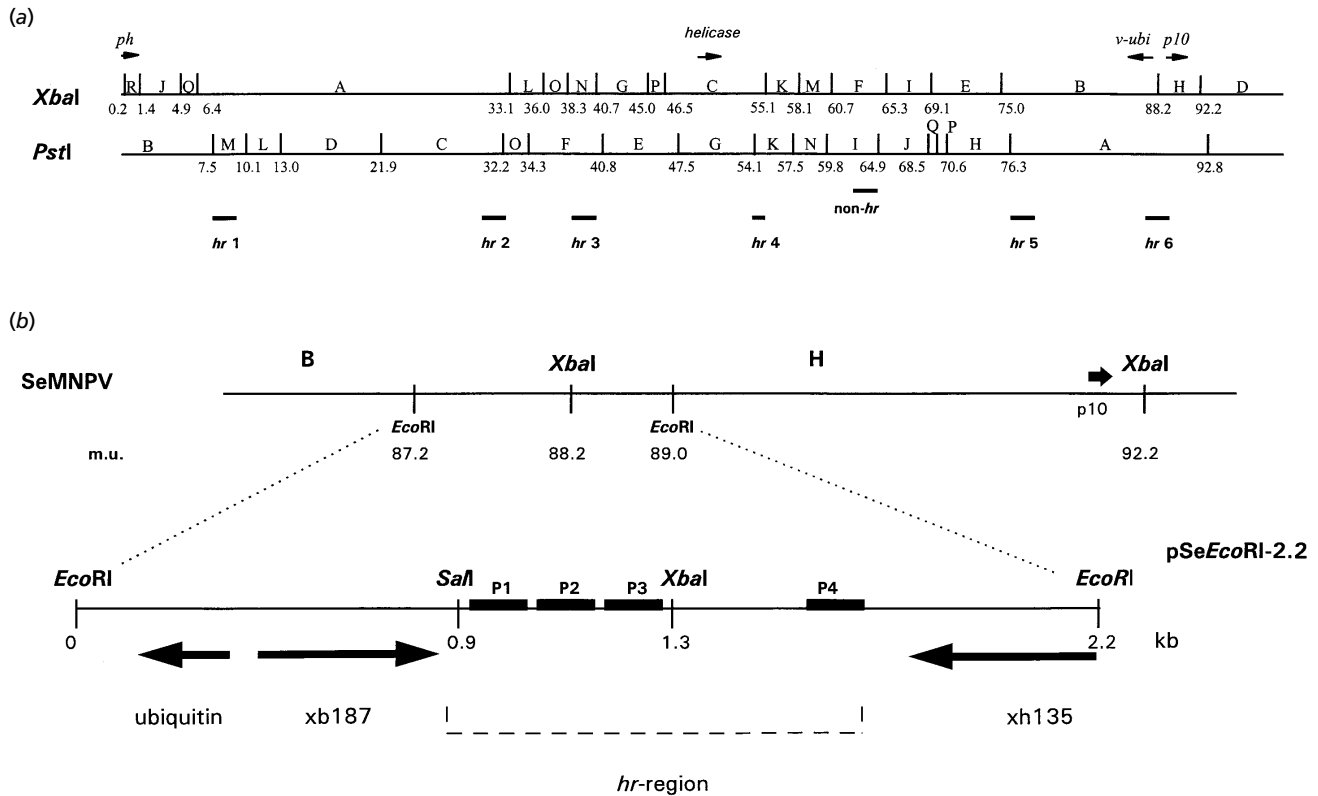 (a)
ph helicase v-ubi p10
R J O A L O N G P C K M F I E B H D
XbaI
0.2 1.4 4.9 6.4 33.1 36.0 38.3 40.7 45.0 46.5 55.1 58.1 60.7 65.3 69.1 75.0 88.2 92.2
Q P
B M L D C O F E G K N I J H A
PstI
7.5 10.1 13.0 21.9 32.2 34.3 40.8 47.5 54.1 57.5 59.8 64.9 68.5 70.6 76.3 92.8
non-hr
hr 1 hr 2 hr 3 hr 4 hr 5 hr 6
(b)
B XbaI H XbaI
SeMNPV
p10
EcoRI EcoRI
m.u. 87.2 88.2 89.0 92.2
pSeEcoRI-2.2
EcoRI SalI XbaI EcoRI
P1 P2 P3 P4
0 0.9 1.3 2.2 kb
ubiquitin xb187 xh135
hr-region